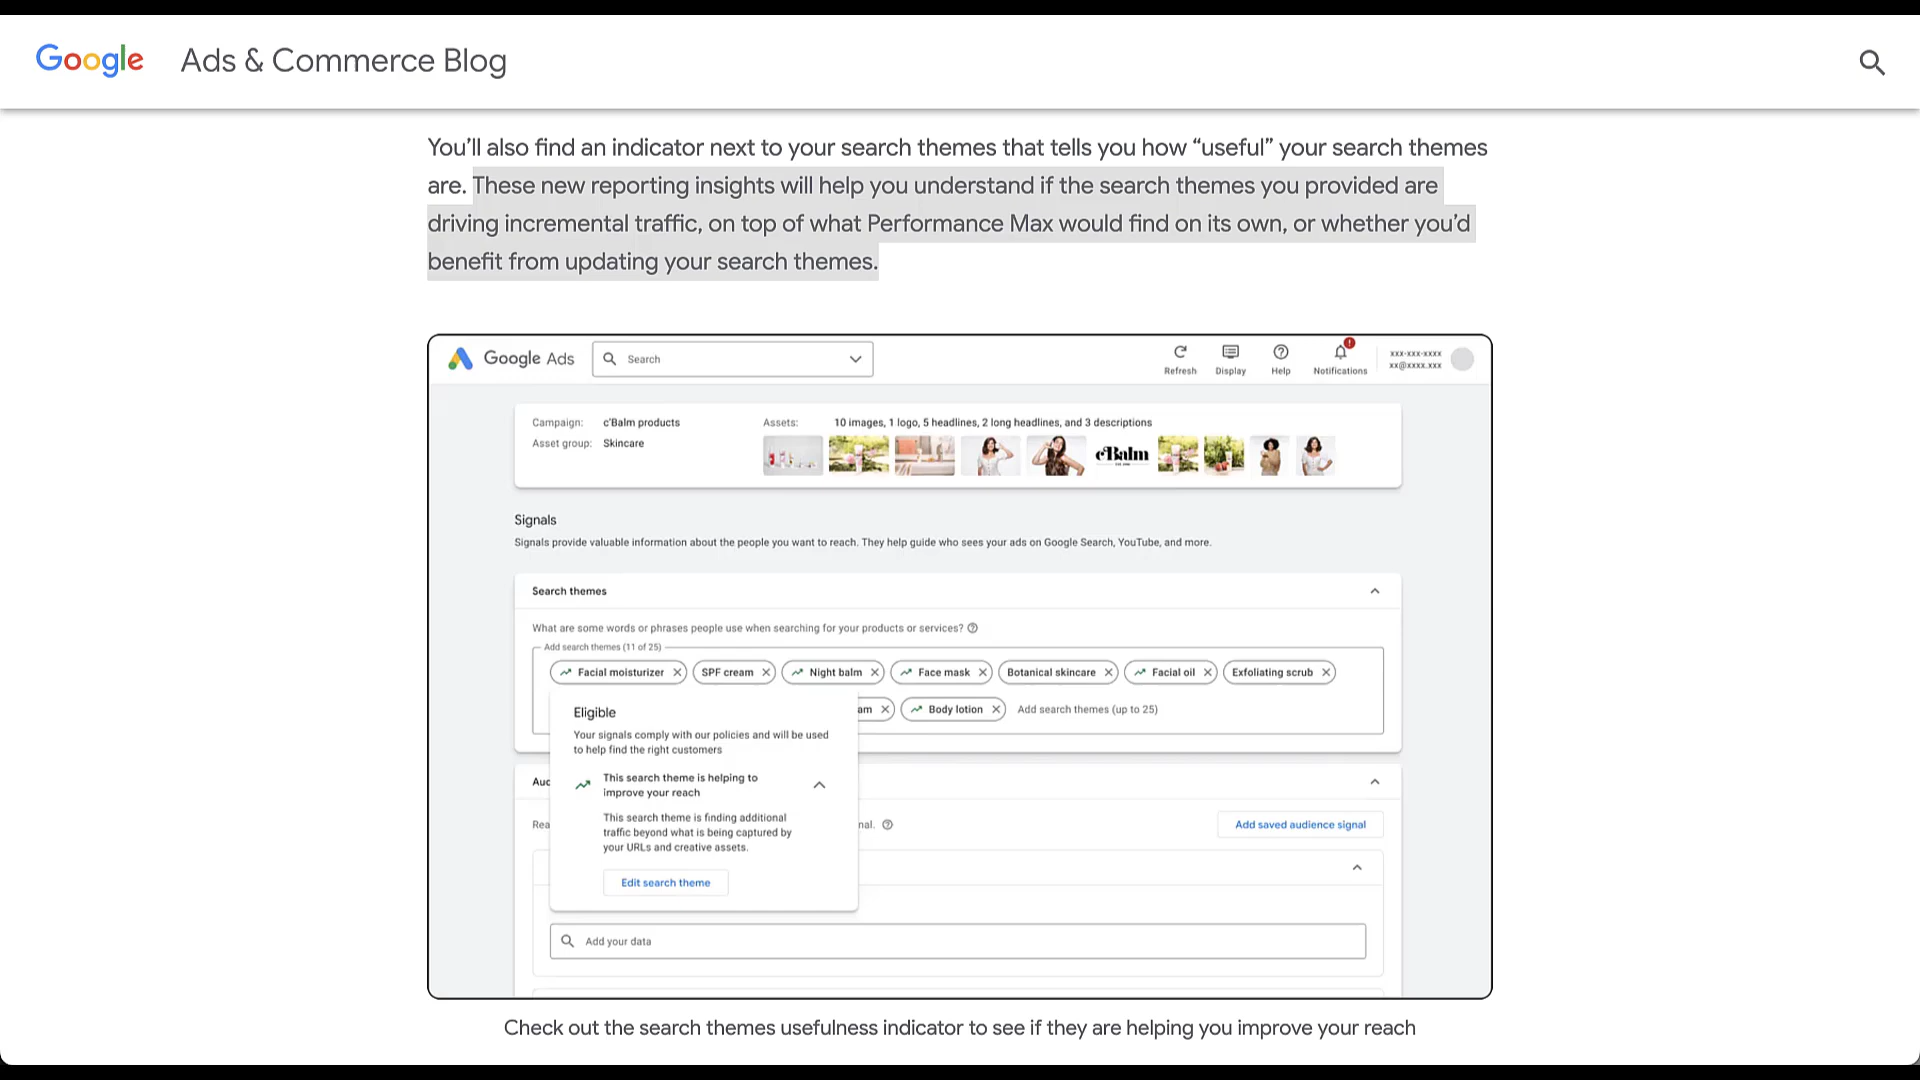 Google Ads & Commerce Blog
You’ll also find an indicator next to your search themes that tells you how “useful” your search themes
are. These new reporting insights will help you understand if the search themes you provided are
driving incremental traffic, on top of what Performance Max would find on its own, or whether you’d
benefit from updating your search themes.
Google Ads Search Refresh Display Help Notifications xxx-xxx-xxxx
xx@xxxx.xxx
Campaign: c'Balm products Assets: 10 images, 1 logo, 5 headlines, 2 long headlines, and 3 descriptions
Asset group: Skincare
cBalm
Signals
Signals provide valuable information about the people you want to reach. They help guide who sees your ads on Google Search, YouTube, and more.
Search themes
What are some words or phrases people use when searching for your products or services?
Add search themes (11 of 25)
Facial moisturizer SPF cream Night balm Face mask Botanical skincare Facial oil Exfoliating scrub
am Body lotion Add search themes (up to 25)
Eligible
Your signals comply with our policies and will be used
to help find the right customers
This search theme is helping to
improve your reach
This search theme is finding additional
traffic beyond what is being captured by
your URLs and creative assets.
Edit search theme
Auc
Rea nal. Add saved audience signal
Add your data
Check out the search themes usefulness indicator to see if they are helping you improve your reach